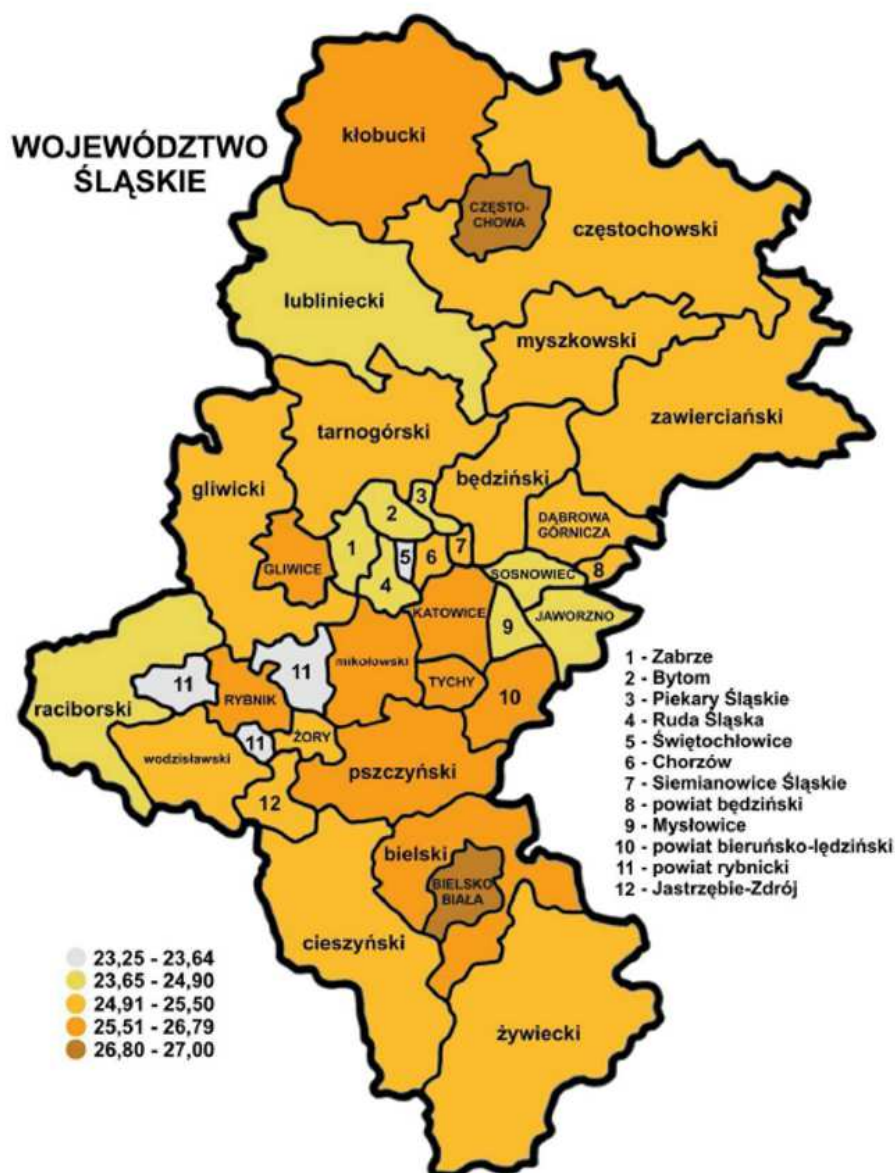 WOJEWÓDZTWO
ŚLĄSKIE
kłobucki
CZĘSTO-
CHOWA
częstochowski
lubliniecki
myszkowski
zawierciański
tarnogórski
będziński
gliwicki
3
2
DĄBROWA
GÓRNICZA
1
5
6
7
8
GLIWICE
SOSNOWIEC
4
KATOWICE
9
JAWORZNO
mikołowski
11
11
TYCHY
10
RYBNIK
raciborski
11
ŻORY
wodzisławski
pszczyński
12
bielski
BIELSKO
BIAŁA
cieszyński
żywiecki
1 - Zabrze
2 - Bytom
3 - Piekary Śląskie
4 - Ruda Śląska
5 - Świętochłowice
6 - Chorzów
7 - Siemianowice Śląskie
8 - powiat będziński
9 - Mysłowice
10 - powiat bieruńsko-lędziński
11 - powiat rybnicki
12 - Jastrzębie-Zdrój
23,25 - 23,64
23,65 - 24,90
24,91 - 25,50
25,51 - 26,79
26,80 - 27,00